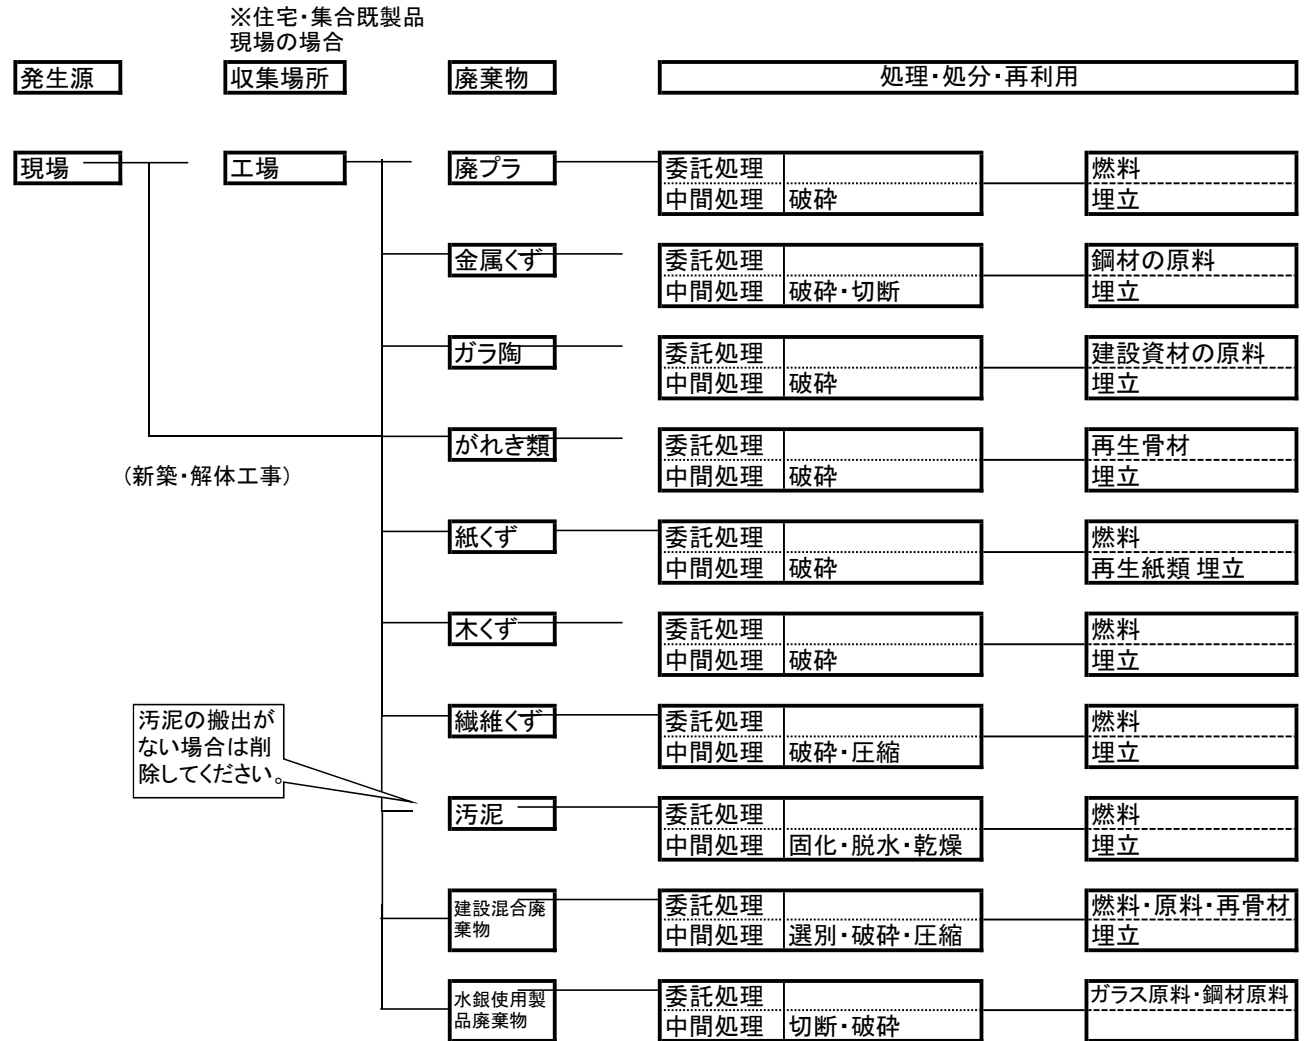 ※住宅・集合既製品
現場の場合
発生源 収集場所 廃棄物 処理・処分・再利用
現場 工場 廃プラ 委託処理 燃料
中間処理 破砕 埋立
金属くず 委託処理 鋼材の原料
中間処理 破砕・切断 埋立
ガラ陶 委託処理 建設資材の原料
中間処理 破砕 埋立
がれき類 委託処理 再生骨材
(新築・解体工事) 中間処理 破砕 埋立
紙くず 委託処理 燃料
中間処理 破砕 再生紙類 埋立
木くず 委託処理 燃料
中間処理 破砕 埋立
汚泥の搬出が
ない場合は削
除してください。
繊維くず 委託処理 燃料
中間処理 破砕・圧縮 埋立
汚泥 委託処理 燃料
中間処理 固化・脱水・乾燥 埋立
建設混合廃
棄物
委託処理 燃料・原料・再骨材
中間処理 選別・破砕・圧縮 埋立
水銀使用製
品廃棄物
委託処理 ガラス原料・鋼材原料
中間処理 切断・破砕